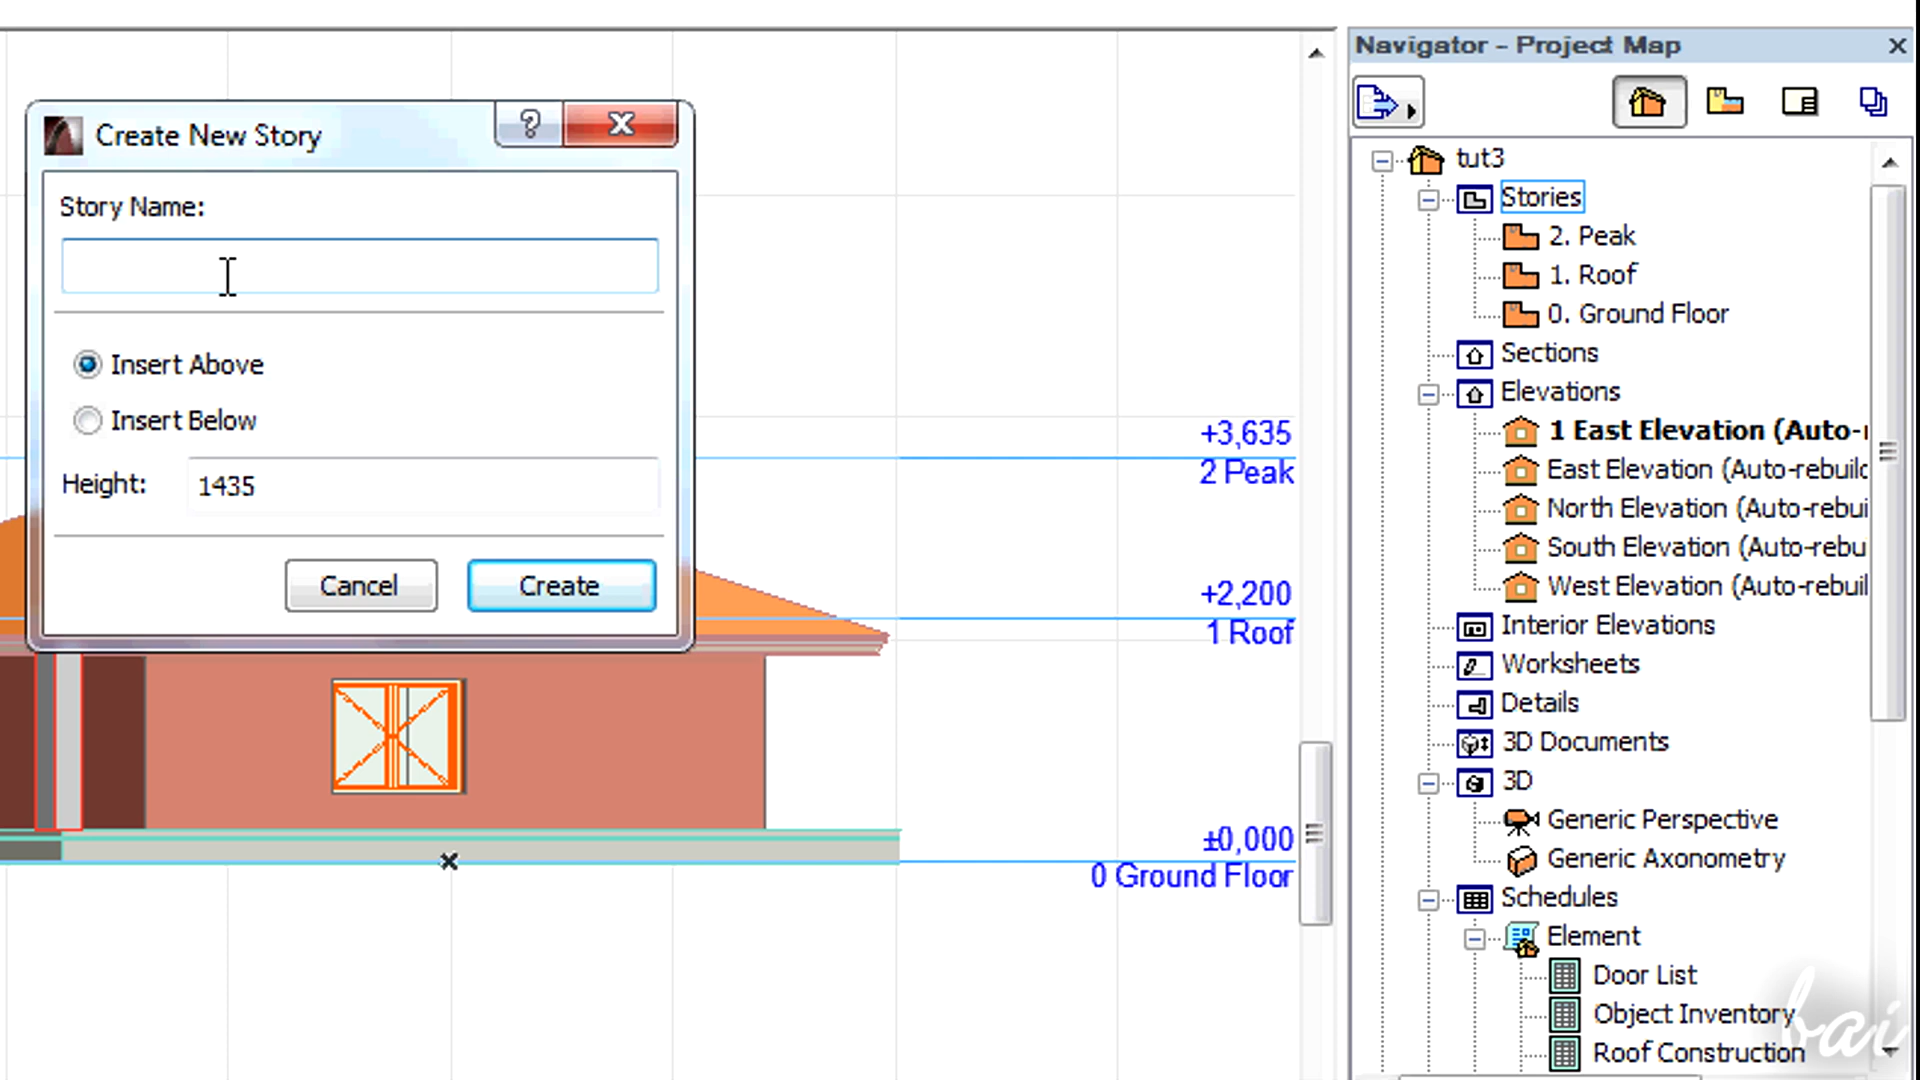 Create New Story
?
Story Name:
Insert Above
Insert Below
Height:
1435
Cancel
Create
+3,635
2 Peak
+2,200
1 Roof
±0,000
0 Ground Floor
Navigator - Project Map
tut3
Stories
2. Peak
1. Roof
0. Ground Floor
Sections
Elevations
1 East Elevation (Auto-
East Elevation (Auto-rebuild
North Elevation (Auto-rebui
South Elevation (Auto-rebu
West Elevation (Auto-rebuil
Interior Elevations
Worksheets
Details
3D Documents
3D
Generic Perspective
Generic Axonometry
Schedules
Element
Door List
Object Inventory
Roof Construction
bai